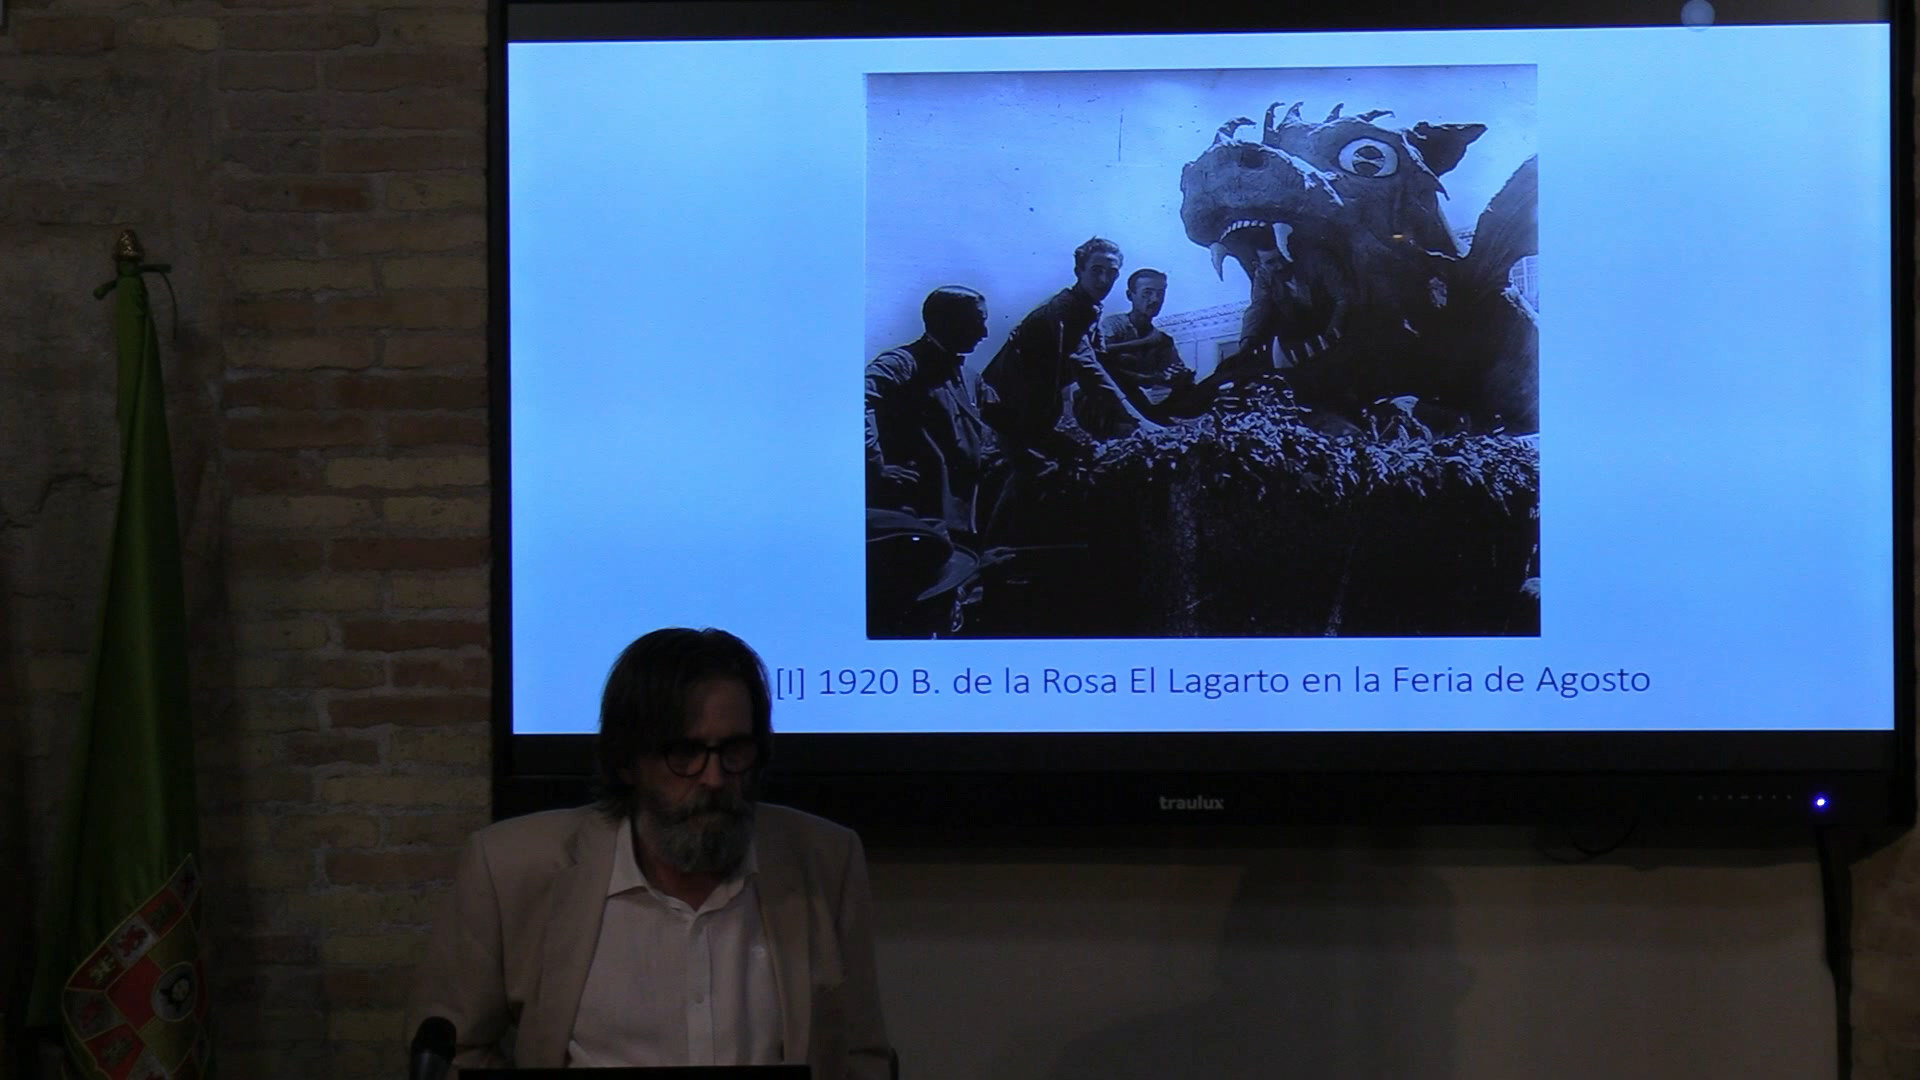 [I] 1920 B. de la Rosa El Lagarto en la Feria de Agosto
traulux